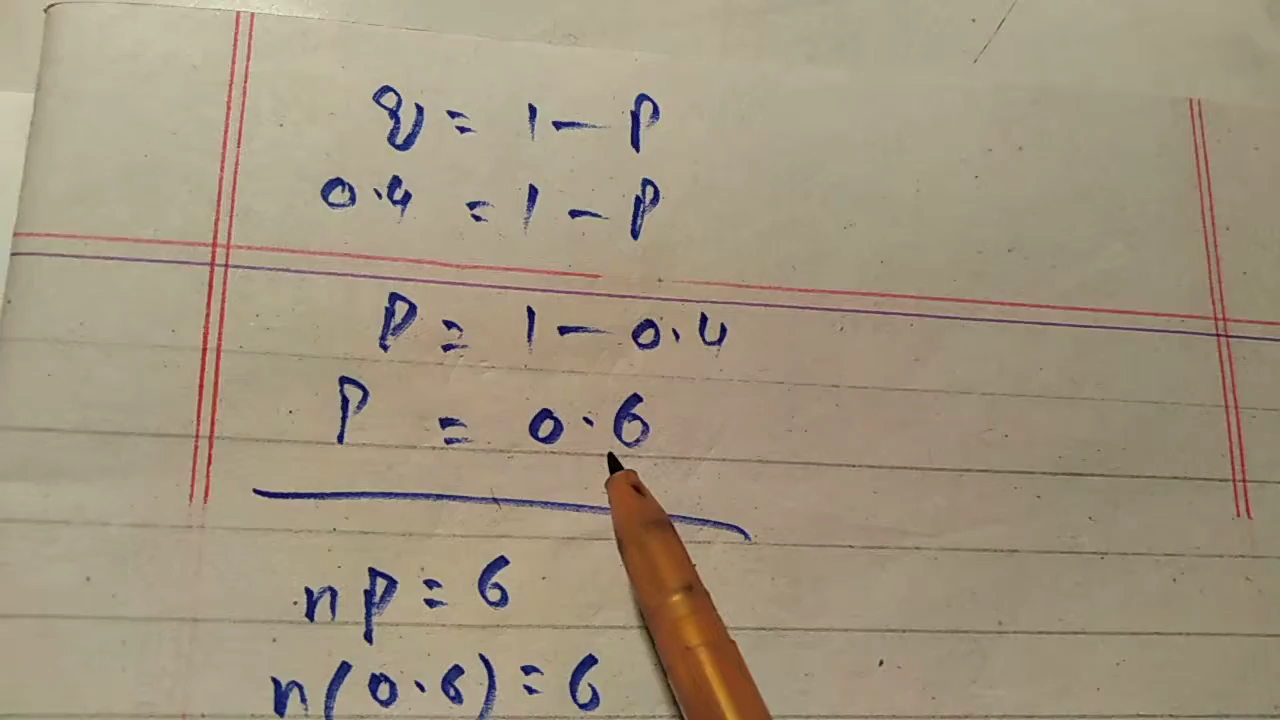 q = 1 - P
0.4 = 1 - P
P = 1 - 0.4
P = 0.6
np = 6
n(0.6) = 6